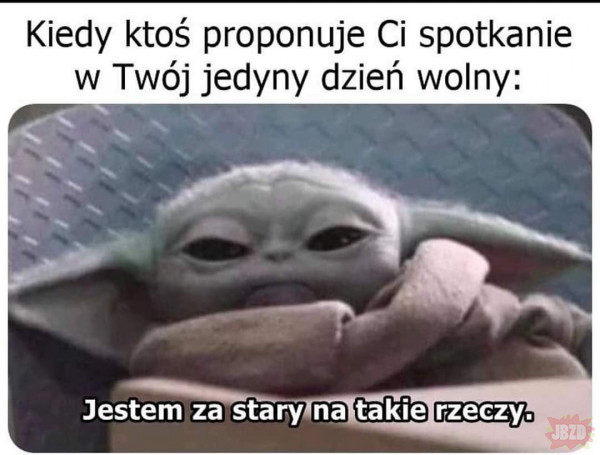 Kiedy ktoś proponuje Ci spotkanie
w Twój jedyny dzień wolny:
Jestem za stary na takie rzeczy.
JBZD